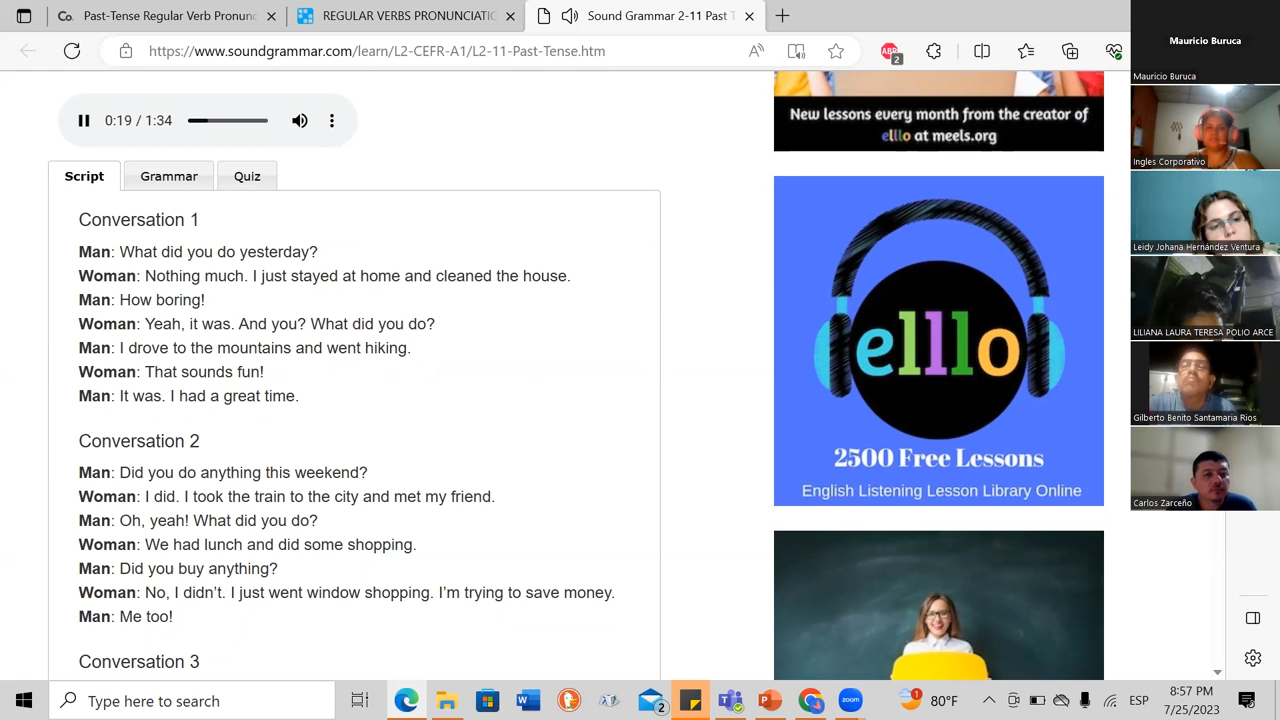 Past-Tense Regular Verb Pronunc
REGULAR VERBS PRONUNCIATIO
Sound Grammar 2-11 Past T
https://www.soundgrammar.com/learn/L2-CEFR-A1/L2-11-Past-Tense.htm
ABP
2
0:19 / 1:34
Script
Grammar
Quiz
Conversation 1
Man: What did you do yesterday?
Woman: Nothing much. I just stayed at home and cleaned the house.
Man: How boring!
Woman: Yeah, it was. And you? What did you do?
Man: I drove to the mountains and went hiking.
Woman: That sounds fun!
Man: It was. I had a great time.
Conversation 2
Man: Did you do anything this weekend?
Woman: I did. I took the train to the city and met my friend.
Man: Oh, yeah! What did you do?
Woman: We had lunch and did some shopping.
Man: Did you buy anything?
Woman: No, I didn’t. I just went window shopping. I’m trying to save money.
Man: Me too!
Conversation 3
New lessons every month from the creator of
elllo at meels.org
elllo
2500 Free Lessons
English Listening Lesson Library Online
Mauricio Buruca
Mauricio Buruca
Ingles Corporativo
Leidy Johana Hernández Ventura
LILIANA LAURA TERESA POLIO ARCE
Gilberto Benito Santamaria Rios
Carlos Zarceño
Type here to search
2
zoom
1
80°F
ESP
8:57 PM
7/25/2023